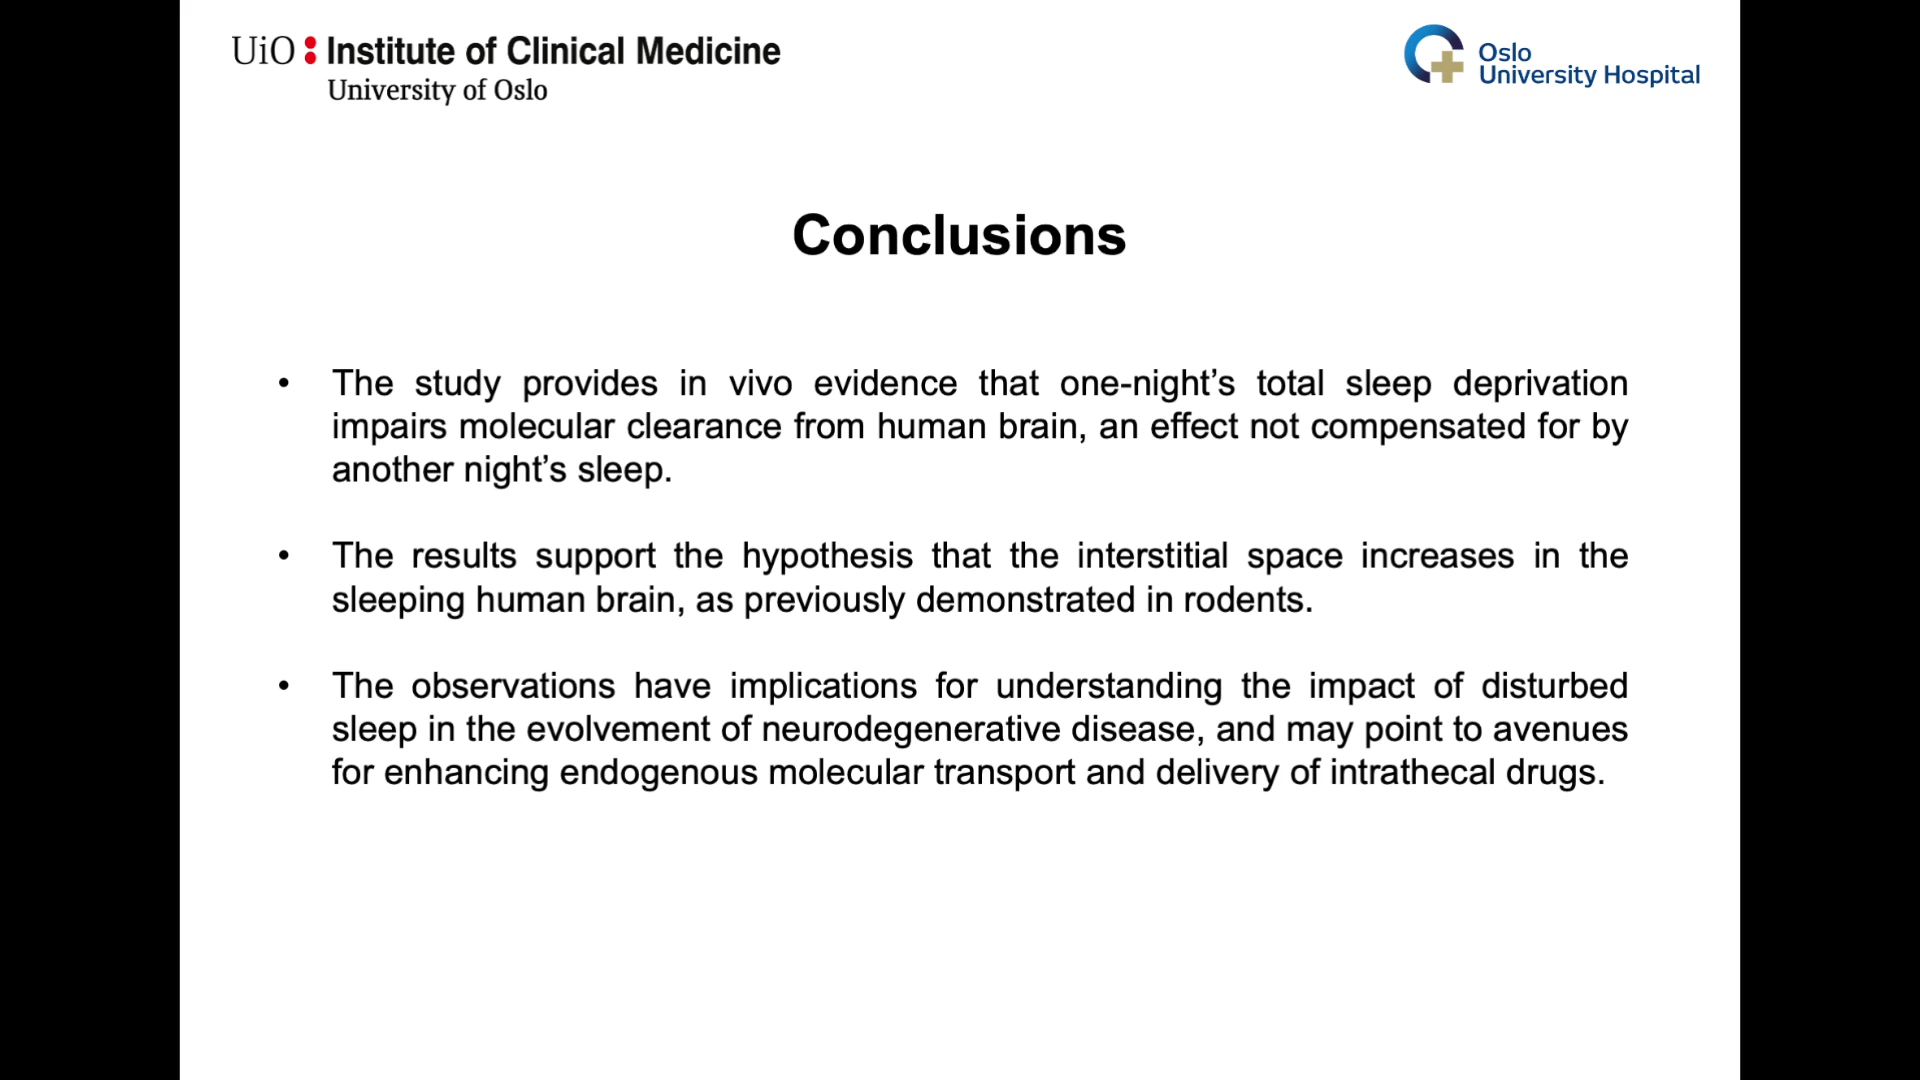 UiO : Institute of Clinical Medicine
University of Oslo
Oslo
University Hospital
Conclusions
• The study provides in vivo evidence that one-night’s total sleep deprivation
impairs molecular clearance from human brain, an effect not compensated for by
another night’s sleep.
• The results support the hypothesis that the interstitial space increases in the
sleeping human brain, as previously demonstrated in rodents.
• The observations have implications for understanding the impact of disturbed
sleep in the evolvement of neurodegenerative disease, and may point to avenues
for enhancing endogenous molecular transport and delivery of intrathecal drugs.